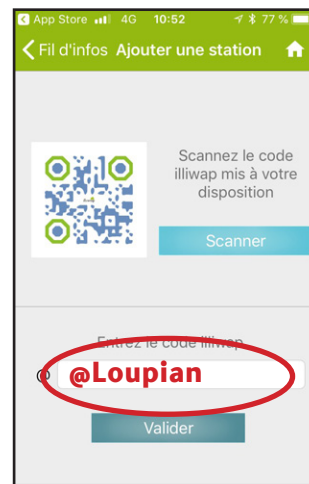 App Store 4G 10:52 77 %
Fil d'infos Ajouter une station
Scannez le code
illiwap mis à votre
disposition
Scanner
Entrez le code illiwap
@ @Loupian
Valider